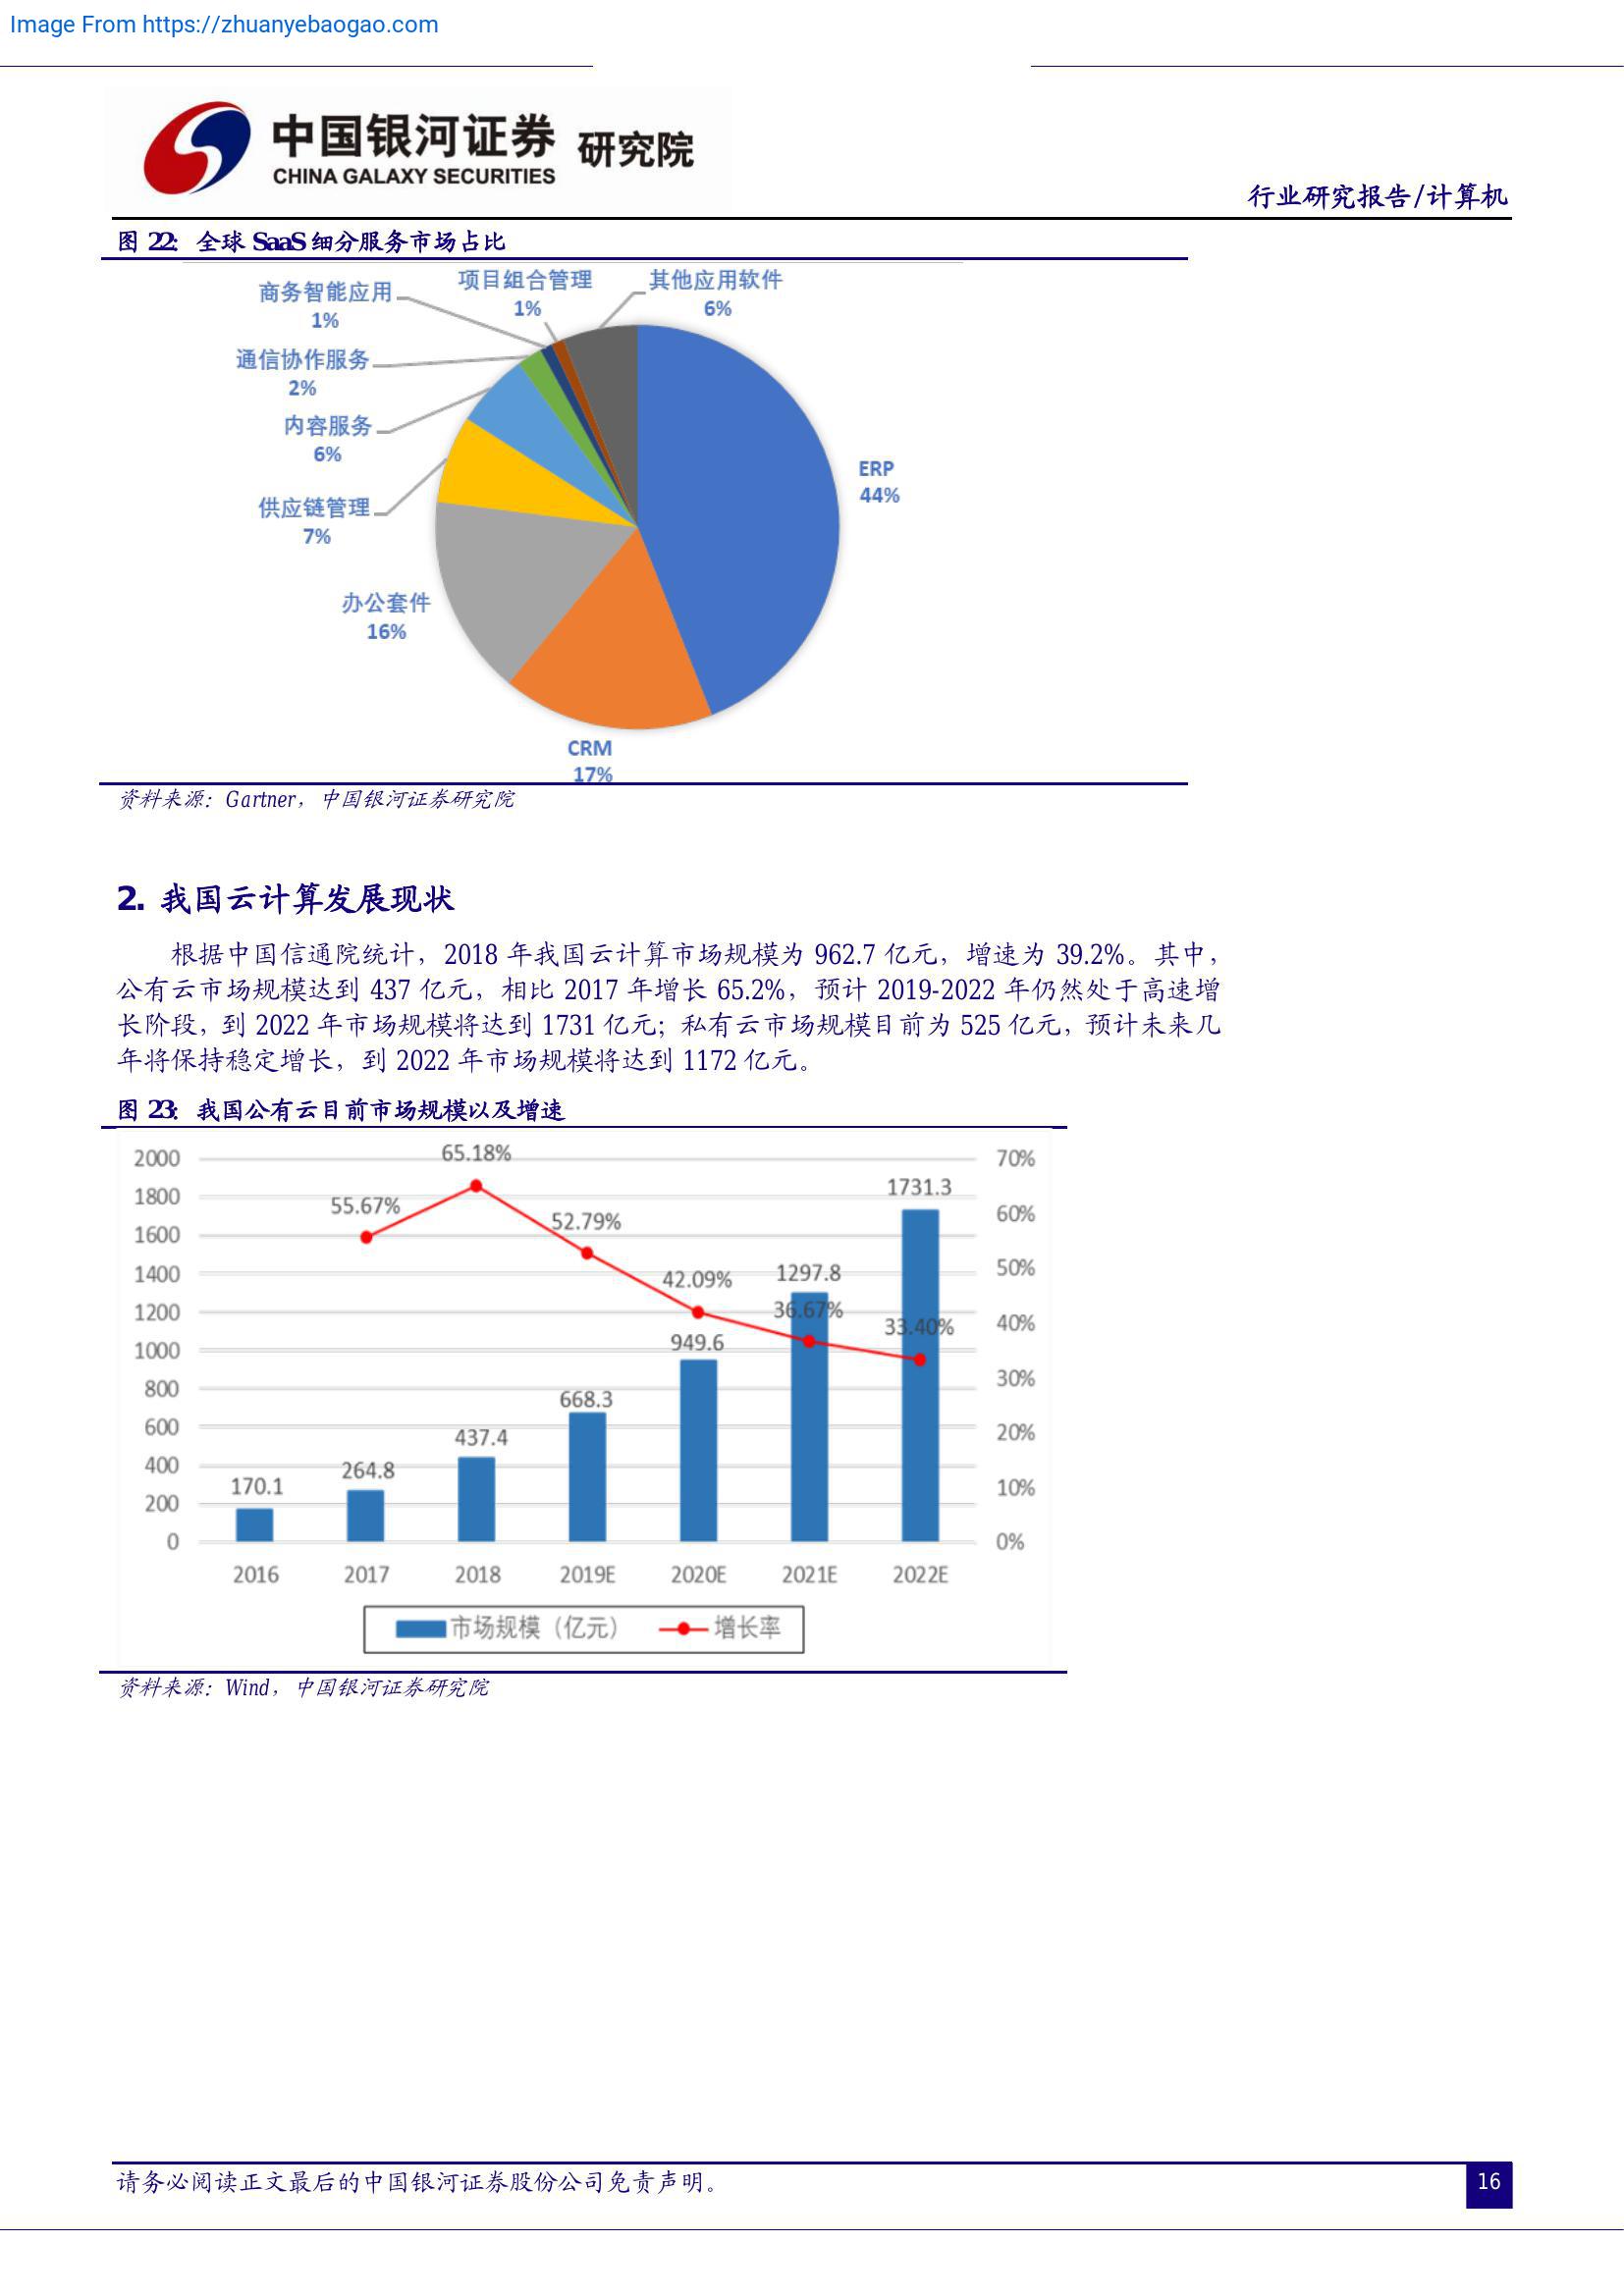 Image From https://zhuanyebaogao.com
中国银河证券 研究院
CHINA GALAXY SECURITIES
行业研究报告/计算机
图 22: 全球 SaaS 细分服务市场占比
商务智能应用
1%
项目组合管理
1%
其他应用软件
6%
通信协作服务
2%
内容服务
6%
ERP
44%
供应链管理
7%
办公套件
16%
CRM
17%
资料来源：Gartner，中国银河证券研究院
2. 我国云计算发展现状
根据中国信通院统计，2018 年我国云计算市场规模为 962.7 亿元，增速为 39.2%。其中，
公有云市场规模达到 437 亿元，相比 2017 年增长 65.2%，预计 2019-2022 年仍然处于高速增
长阶段，到 2022 年市场规模将达到 1731 亿元；私有云市场规模目前为 525 亿元，预计未来几
年将保持稳定增长，到 2022 年市场规模将达到 1172 亿元。
图 23: 我国公有云目前市场规模以及增速
2000
1800
1600
1400
1200
1000
800
600
400
200
0
70%
60%
50%
40%
30%
20%
10%
0%
55.67%
65.18%
52.79%
42.09%
36.67%
33.40%
170.1
264.8
437.4
668.3
949.6
1297.8
1731.3
2016 2017 2018 2019E 2020E 2021E 2022E
市场规模（亿元） 增长率
资料来源：Wind，中国银河证券研究院
请务必阅读正文最后的中国银河证券股份公司免责声明。
16